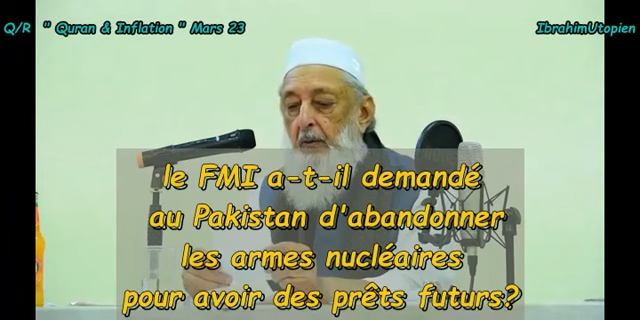 Q/R " Quran & Inflation " Mars 23
IbrahimUtopien
le FMI a-t-il demandé
au Pakistan d'abandonner
les armes nucléaires
pour avoir des prêts futurs?